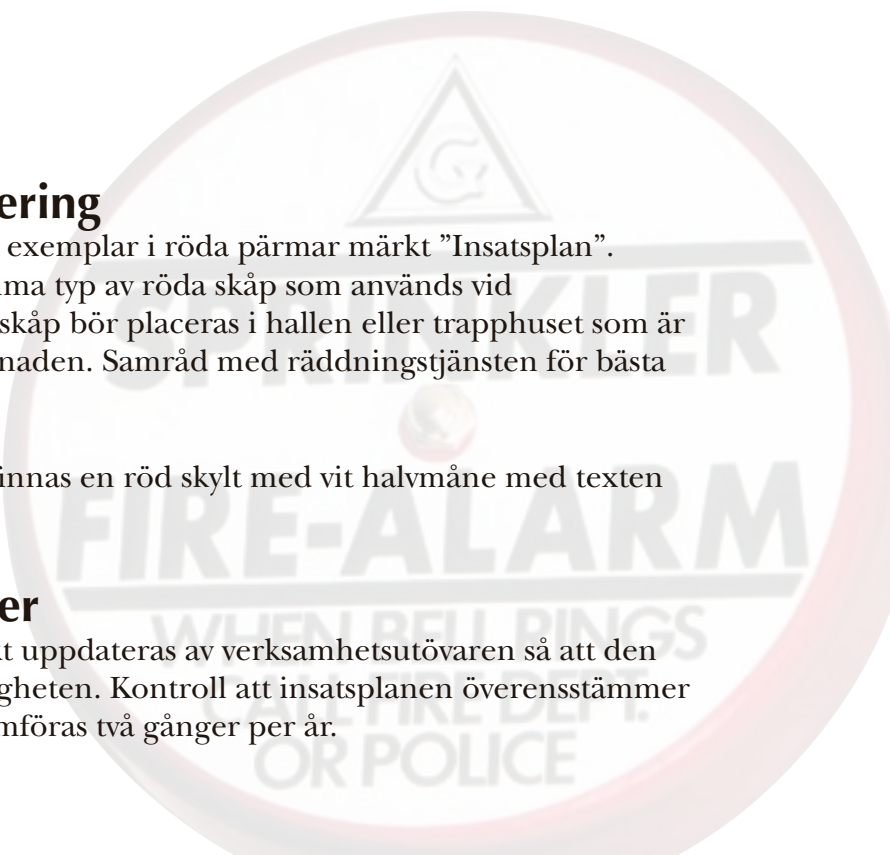 ering
exemplar i röda pärmar märkt ”Insatsplan”.
ma typ av röda skåp som används vid
skåp bör placeras i hallen eller trapphuset som är
naden. Samråd med räddningstjänsten för bästa
innas en röd skylt med vit halvmåne med texten
er
t uppdateras av verksamhetsutövaren så att den
gheten. Kontroll att insatsplanen överensstämmer
mföras två gånger per år.
SPRINKLER
FIRE-ALARM
WHEN BELL RINGS
CALL FIRE DEPT.
OR POLICE